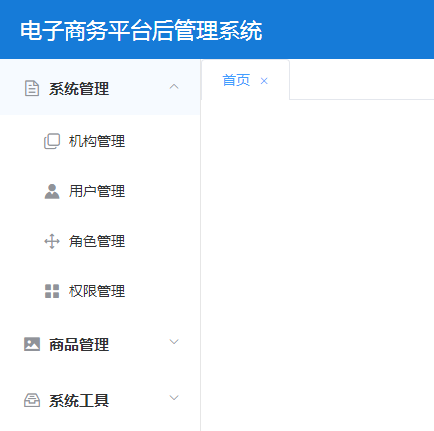 电子商务平台后管理系统
系统管理
首页
机构管理
用户管理
角色管理
权限管理
商品管理
系统工具